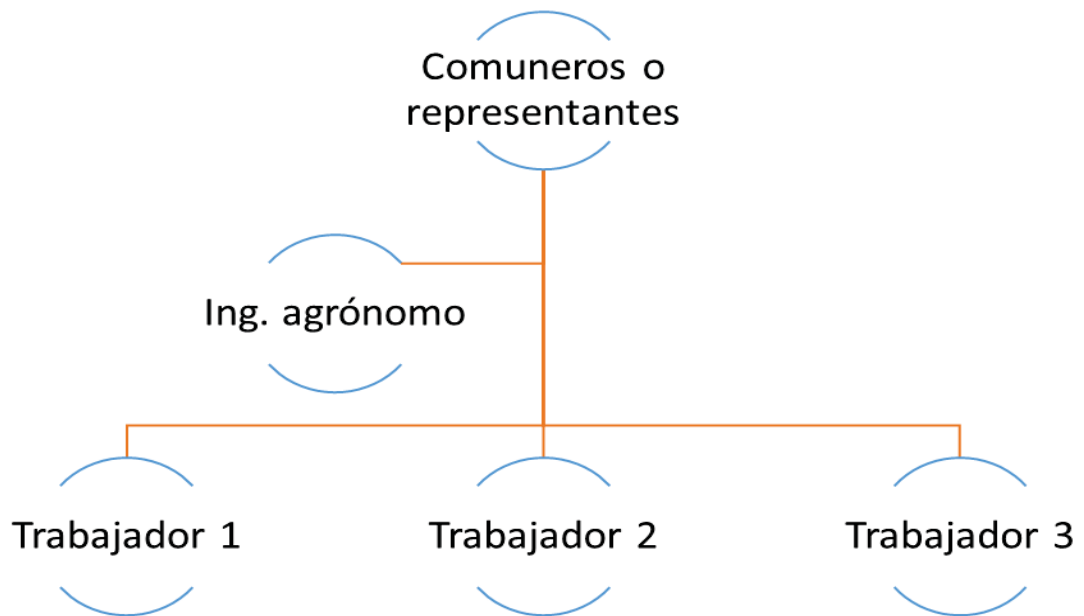 Comuneros o
representantes
Ing. agrónomo
Trabajador 1
Trabajador 2
Trabajador 3